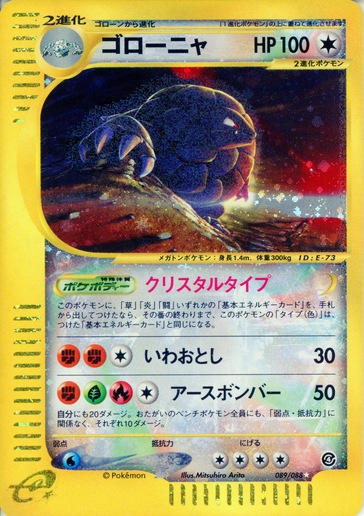 2進化
ゴローンから進化
「1進化ポケモン」の上に重ねて進化させます
ゴローニャ
HP 100
2進化ポケモン
メガトンポケモン：身長1.4m、体重300kg
ID:E-73
特殊体質
ポケボディー
クリスタルタイプ
このポケモンに、「草」「炎」「闘」いずれかの「基本エネルギーカード」を、手札
から出してつけたなら、その番の終わりまで、このポケモンの「タイプ（色）」は、
つけた「基本エネルギーカード」と同じになる。
いわおとし 30
アースボンバー 50
自分にも20ダメージ。おたがいのベンチポケモン全員にも、「弱点・抵抗力」に
関係なく、それぞれ10ダメージ。
弱点
抵抗力
にげる
© Pokémon
Illus. Mitsuhiro Arita
089/088
e